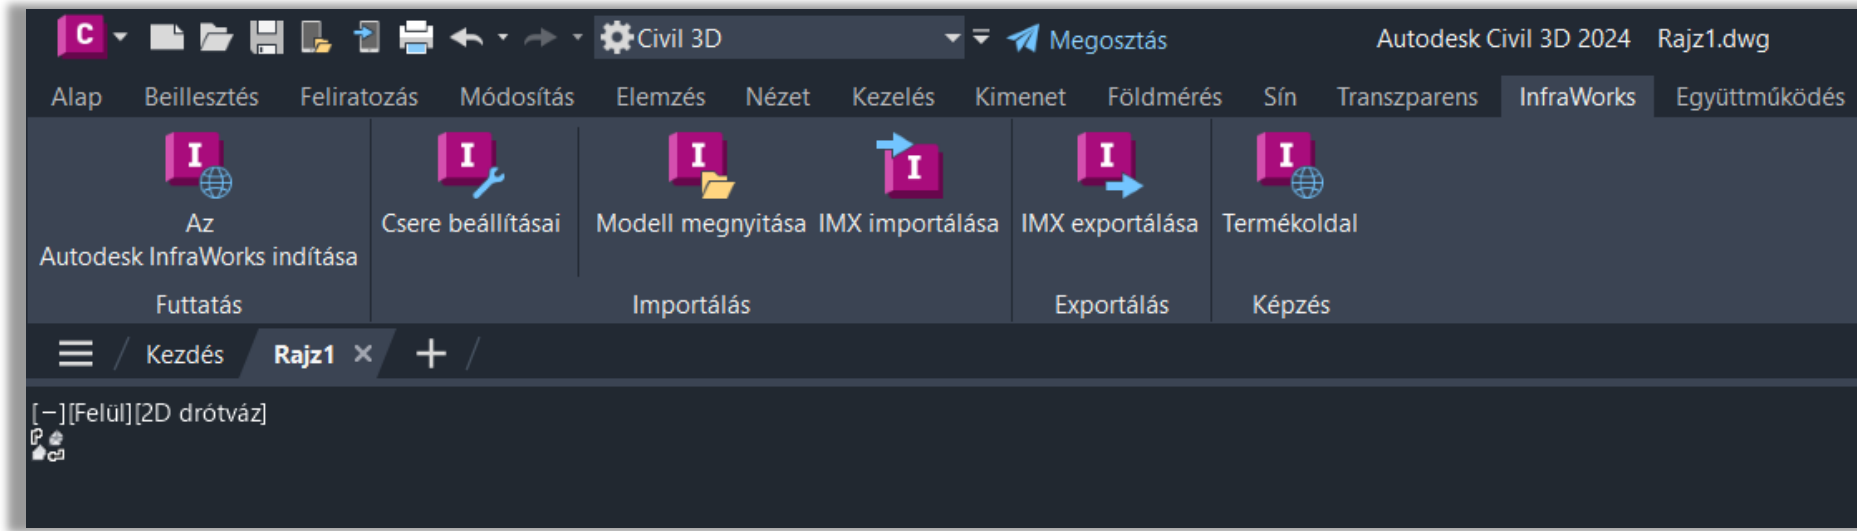 C Civil 3D Megosztás Autodesk Civil 3D 2024 Rajz1.dwg
Alap Beillesztés Feliratozás Módosítás Elemzés Nézet Kezelés Kimenet Földmérés Sín Transzparens InfraWorks Együttműködés
I I I I I I
Az
Autodesk InfraWorks indítása
Csere beállításai
Modell megnyitása
IMX importálása
IMX exportálása
Termékoldal
Futtatás Importálás Exportálás Képzés
Kezdés Rajz1
[−][Felül][2D drótváz]